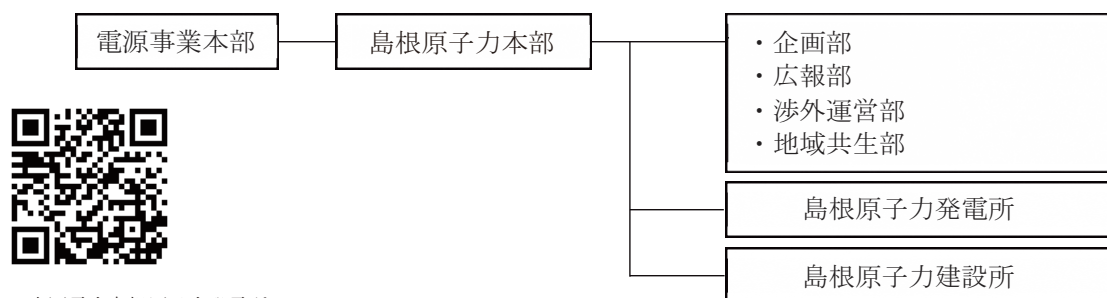 電源事業本部
島根原子力本部
・企画部
・広報部
・渉外運営部
・地域共生部
島根原子力発電所
島根原子力建設所